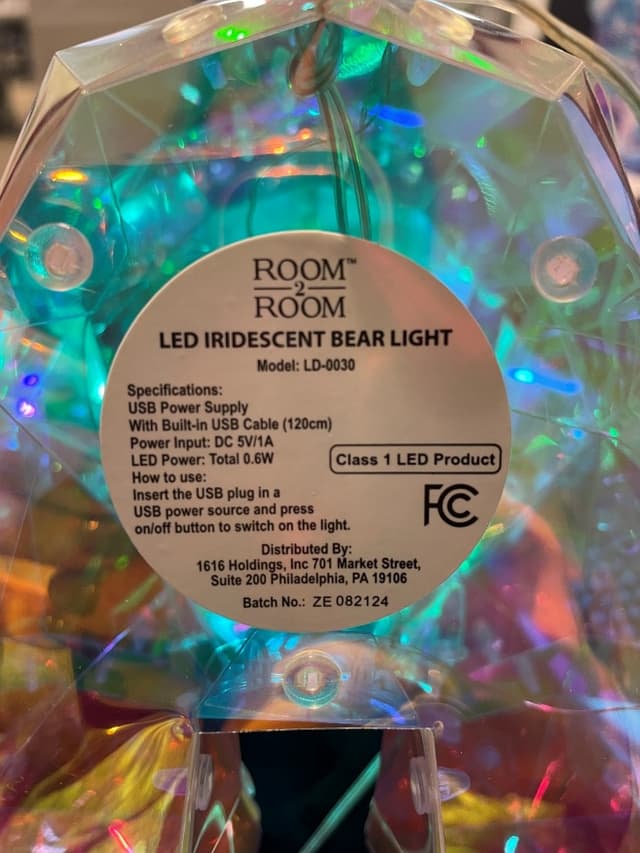 ROOM™
2
ROOM
LED IRIDESCENT BEAR LIGHT
Model: LD-0030
Specifications:
USB Power Supply
With Built-in USB Cable (120cm)
Power Input: DC 5V/1A
LED Power: Total 0.6W
Class 1 LED Product
How to use:
Insert the USB plug in a
USB power source and press
on/off button to switch on the light.
FC
Distributed By:
1616 Holdings, Inc 701 Market Street,
Suite 200 Philadelphia, PA 19106
Batch No.: ZE 082124